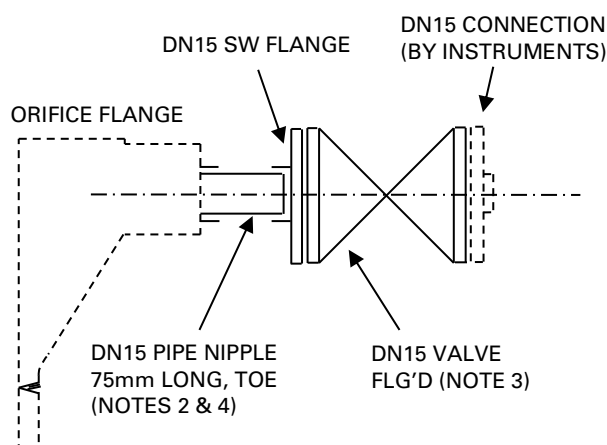 DN15 CONNECTION
(BY INSTRUMENTS)
DN15 SW FLANGE
ORIFICE FLANGE
DN15 PIPE NIPPLE
75mm LONG, TOE
(NOTES 2 & 4)
DN15 VALVE
FLG'D (NOTE 3)